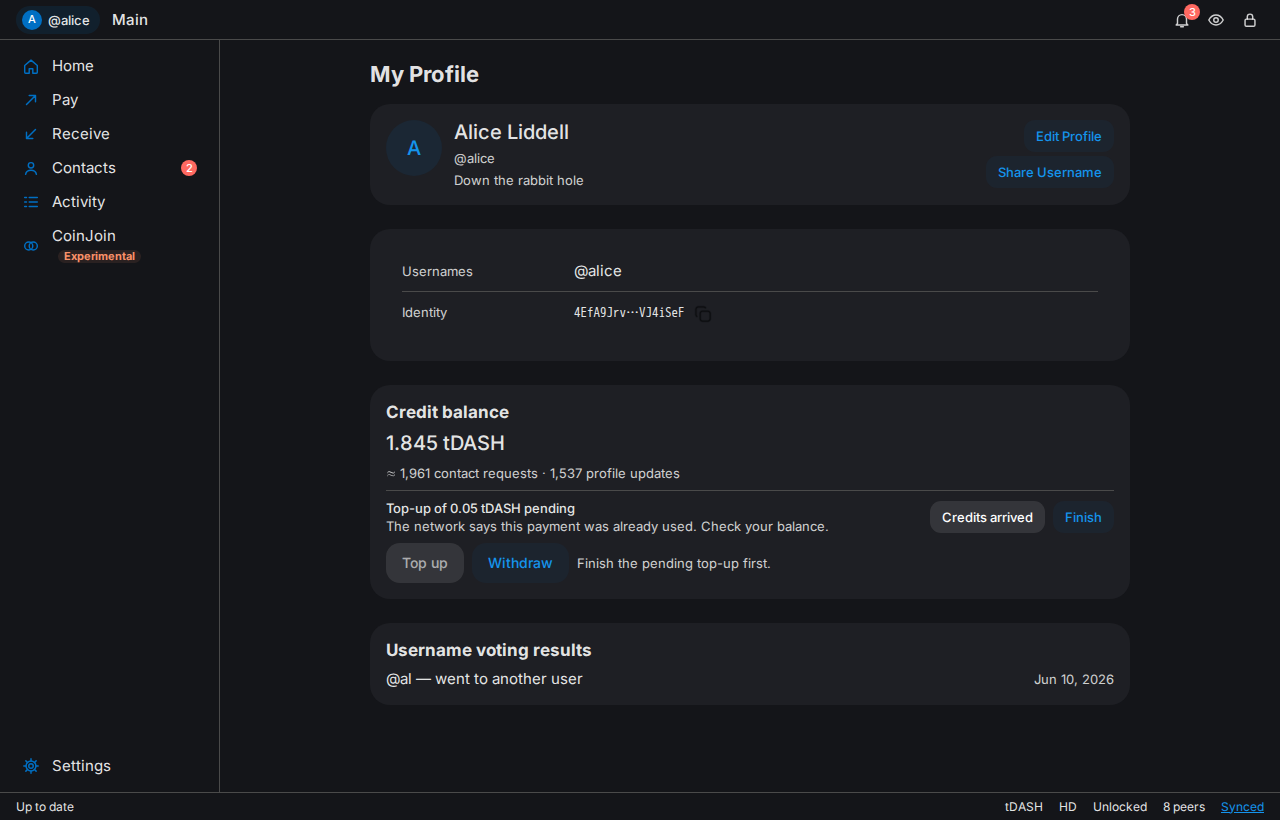 A @alice Main 3
Home
Pay
Receive
Contacts 2
Activity
CoinJoin
Experimental
Settings
My Profile
A
Alice Liddell
@alice
Down the rabbit hole
Edit Profile
Share Username
Usernames @alice
Identity 4EfA9Jrv⋯VJ4iSeF
Credit balance
1.845 tDASH
≈ 1,961 contact requests · 1,537 profile updates
Top-up of 0.05 tDASH pending
The network says this payment was already used. Check your balance.
Credits arrived Finish
Top up Withdraw Finish the pending top-up first.
Username voting results
@al — went to another user Jun 10, 2026
Up to date tDASH HD Unlocked 8 peers Synced